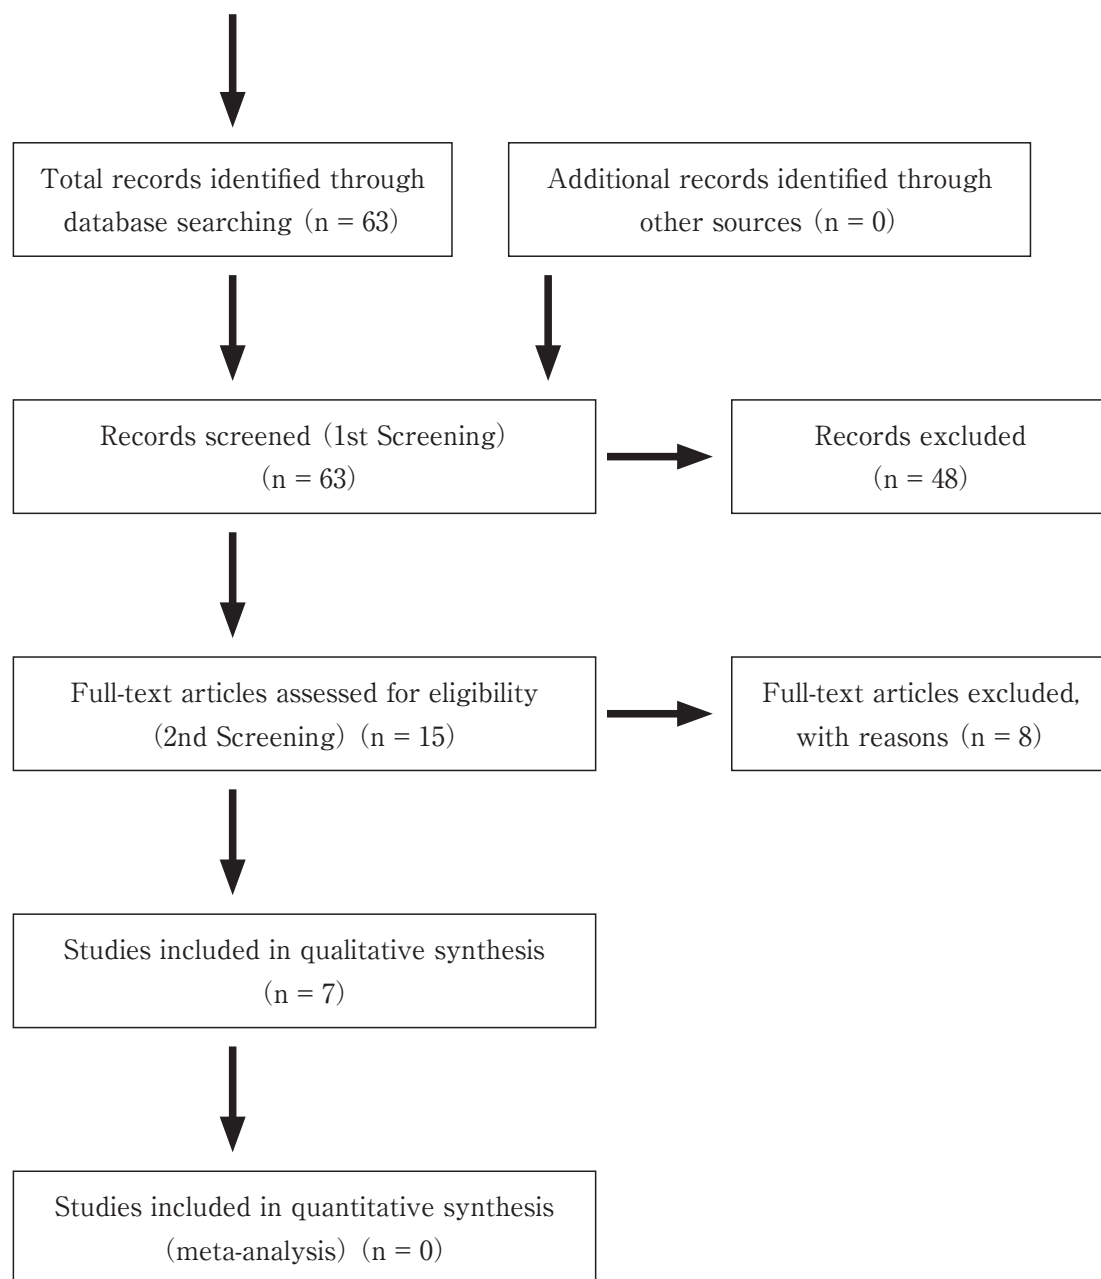 Total records identified through
database searching (n = 63)
Additional records identified through
other sources (n = 0)
Records screened (1st Screening)
(n = 63)
Records excluded
(n = 48)
Full-text articles assessed for eligibility
(2nd Screening) (n = 15)
Full-text articles excluded,
with reasons (n = 8)
Studies included in qualitative synthesis
(n = 7)
Studies included in quantitative synthesis
(meta-analysis) (n = 0)